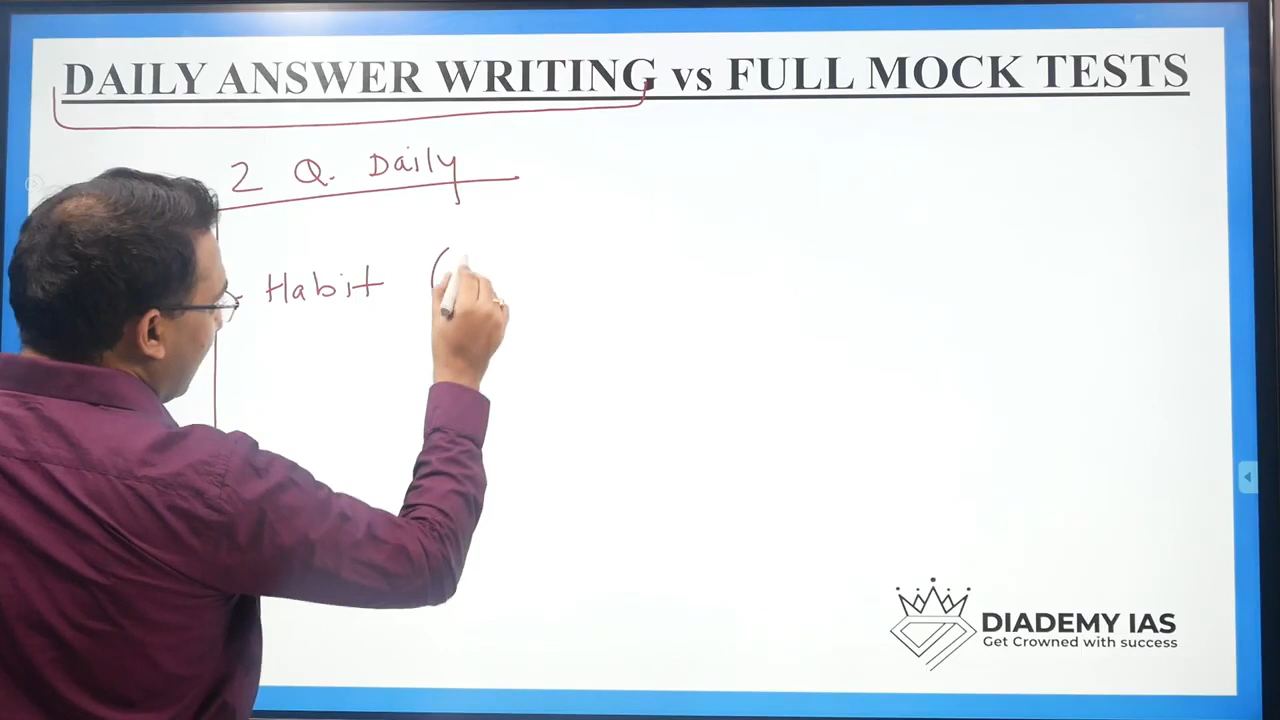 DAILY ANSWER WRITING vs FULL MOCK TESTS
2 Q. Daily
Habit (
DIADEMY IAS
Get Crowned with success